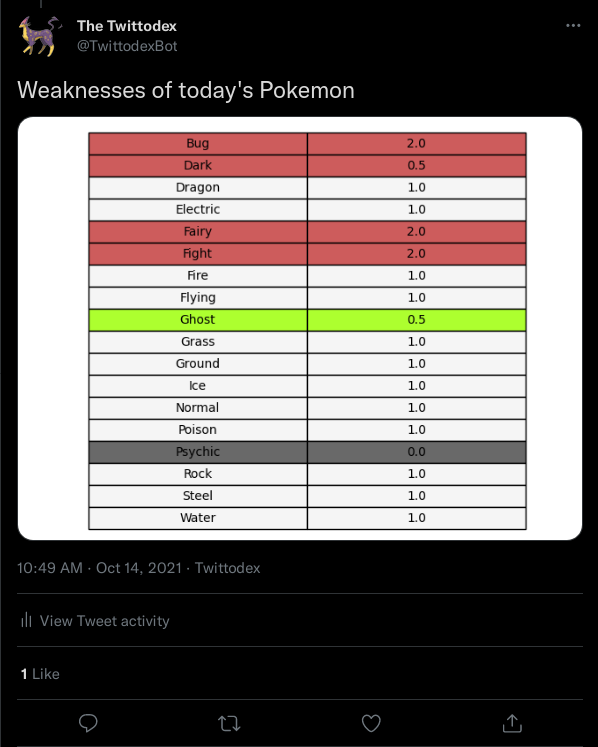 The Twittodex
@TwittodexBot
Weaknesses of today's Pokemon
Bug 2.0
Dark 0.5
Dragon 1.0
Electric 1.0
Fairy 2.0
Fight 2.0
Fire 1.0
Flying 1.0
Ghost 0.5
Grass 1.0
Ground 1.0
Ice 1.0
Normal 1.0
Poison 1.0
Psychic 0.0
Rock 1.0
Steel 1.0
Water 1.0
10:49 AM · Oct 14, 2021 · Twittodex
View Tweet activity
1 Like